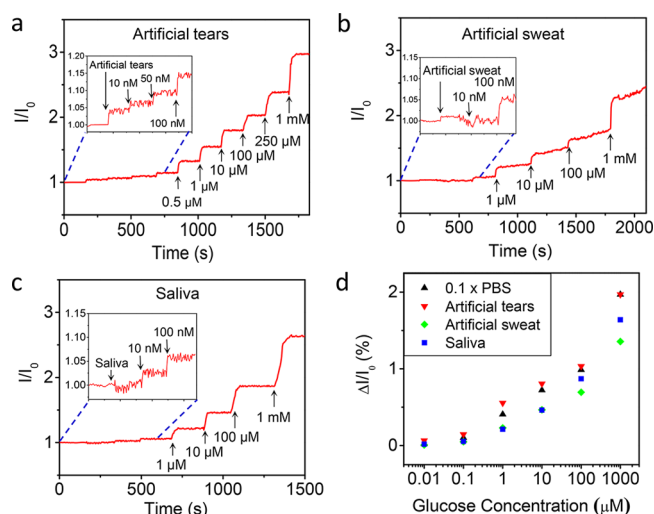 a
Artificial tears
I/I0
3
2
1
1.15
1.10
1.05
1.00
Artificial tears
10 nM
50 nM
100 nM
0.5 µM
1 µM
10 µM
100 µM
250 µM
1 mM
0 500 1000 1500
Time (s)
b
Artificial sweat
I/I0
3
2
1
1.10
1.05
1.00
Artificial sweat
10 nM
100 nM
1 µM
10 µM
100 µM
1 mM
0 500 1000 1500 2000
Time (s)
c
Saliva
I/I0
3
2
1
1.15
1.10
1.05
1.00
Saliva
10 nM
100 nM
1 µM
10 µM
100 µM
1 mM
0 500 1000 1500
Time (s)
d
ΔI/I0 (%)
2
1
0
0.1 x PBS
Artificial tears
Artificial sweat
Saliva
0.01 0.1 1 10 100 1000
Glucose Concentration (µM)